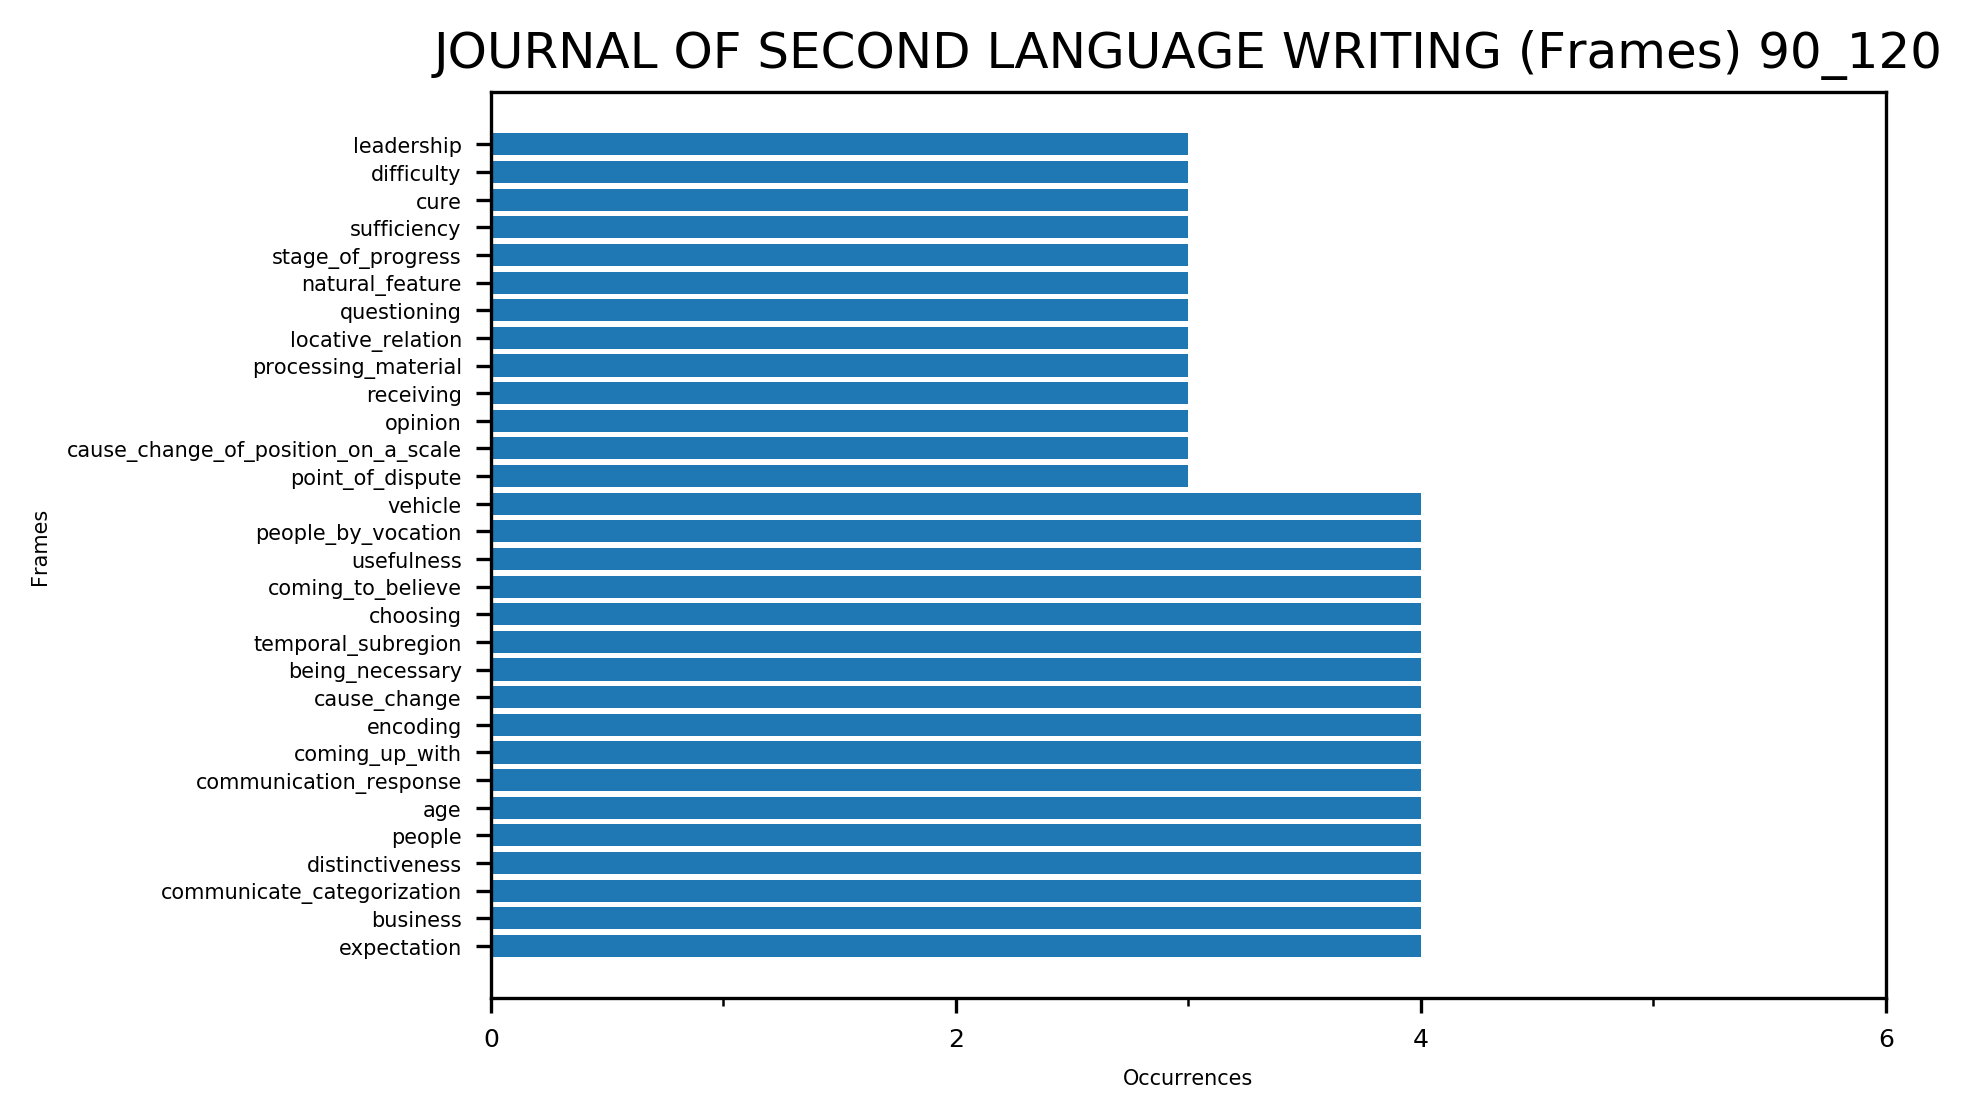 JOURNAL OF SECOND LANGUAGE WRITING (Frames) 90_120
leadership
difficulty
cure
sufficiency
stage_of_progress
natural_feature
questioning
locative_relation
processing_material
receiving
opinion
cause_change_of_position_on_a_scale
point_of_dispute
vehicle
people_by_vocation
usefulness
coming_to_believe
choosing
temporal_subregion
being_necessary
cause_change
encoding
coming_up_with
communication_response
age
people
distinctiveness
communicate_categorization
business
expectation
Frames
0 2 4 6
Occurrences